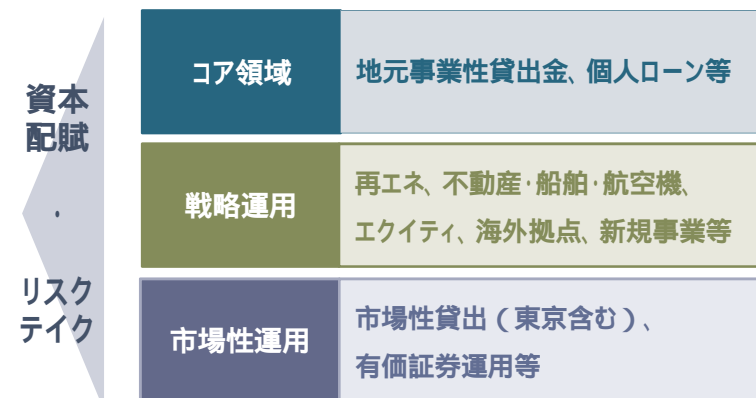 資本
配賦
・
リスク
テイク
コア領域
地元事業性貸出金、個人ローン等
戦略運用
再エネ、不動産・船舶・航空機、
エクイティ、海外拠点、新規事業等
市場性運用
市場性貸出（東京含む）、
有価証券運用等